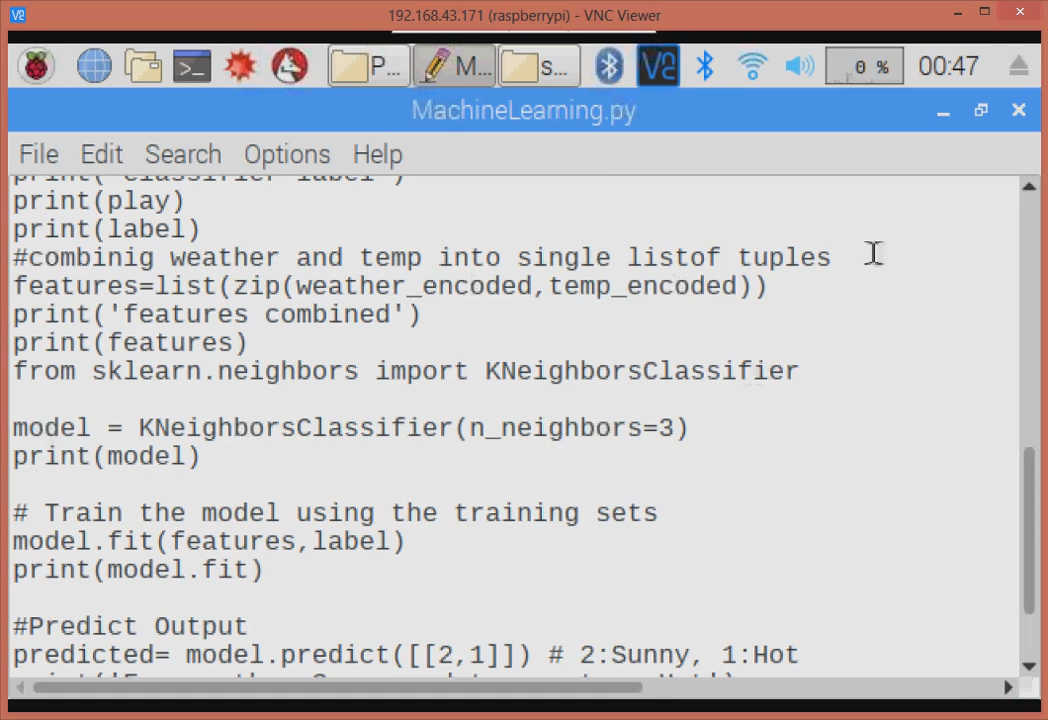 192.168.43.171 (raspberrypi) - VNC Viewer
P... M... s... 0 % 00:47
MachineLearning.py
File Edit Search Options Help
print(play)
print(label)
#combinig weather and temp into single listof tuples
features=list(zip(weather_encoded,temp_encoded))
print('features combined')
print(features)
from sklearn.neighbors import KNeighborsClassifier
model = KNeighborsClassifier(n_neighbors=3)
print(model)
# Train the model using the training sets
model.fit(features,label)
print(model.fit)
#Predict Output
predicted= model.predict([[2,1]]) # 2:Sunny, 1:Hot